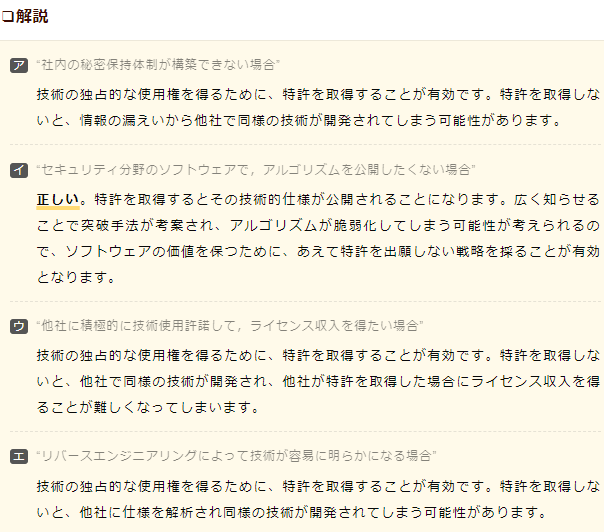 ❏解説
ア “社内の秘密保持体制が構築できない場合”
技術の独占的な使用権を得るために、特許を取得することが有効です。特許を取得しな
いと、情報の漏えいから他社で同様の技術が開発されてしまう可能性があります。
イ “セキュリティ分野のソフトウェアで，アルゴリズムを公開したくない場合”
正しい。特許を取得するとその技術的仕様が公開されることになります。広く知らせる
ことで突破手法が考案され、アルゴリズムが脆弱化してしまう可能性が考えられるの
で、ソフトウェアの価値を保つために、あえて特許を出願しない戦略を採ることが有効
となります。
ウ “他社に積極的に技術使用許諾して，ライセンス収入を得たい場合”
技術の独占的な使用権を得るために、特許を取得することが有効です。特許を取得しな
いと、他社で同様の技術が開発され、他社が特許を取得した場合にライセンス収入を得
ることが難しくなってしまいます。
エ “リバースエンジニアリングによって技術が容易に明らかになる場合”
技術の独占的な使用権を得るために、特許を取得することが有効です。特許を取得しな
いと、他社に仕様を解析され同様の技術が開発されてしまう可能性があります。